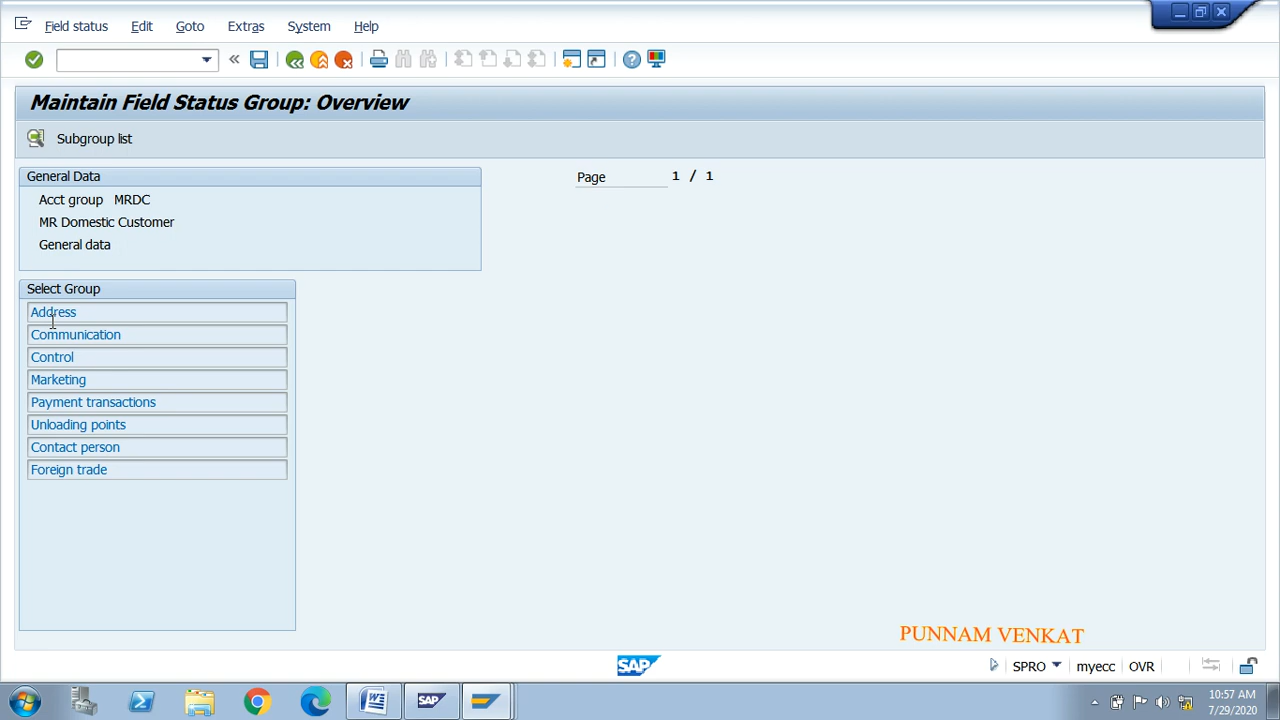 Field status Edit Goto Extras System Help
Maintain Field Status Group: Overview
Subgroup list
General Data
Page 1 / 1
Acct group MRDC
MR Domestic Customer
General data
Select Group
Address
Communication
Control
Marketing
Payment transactions
Unloading points
Contact person
Foreign trade
PUNNAM VENKAT
SAP SPRO myecc OVR
SAP 10:57 AM
7/29/2020